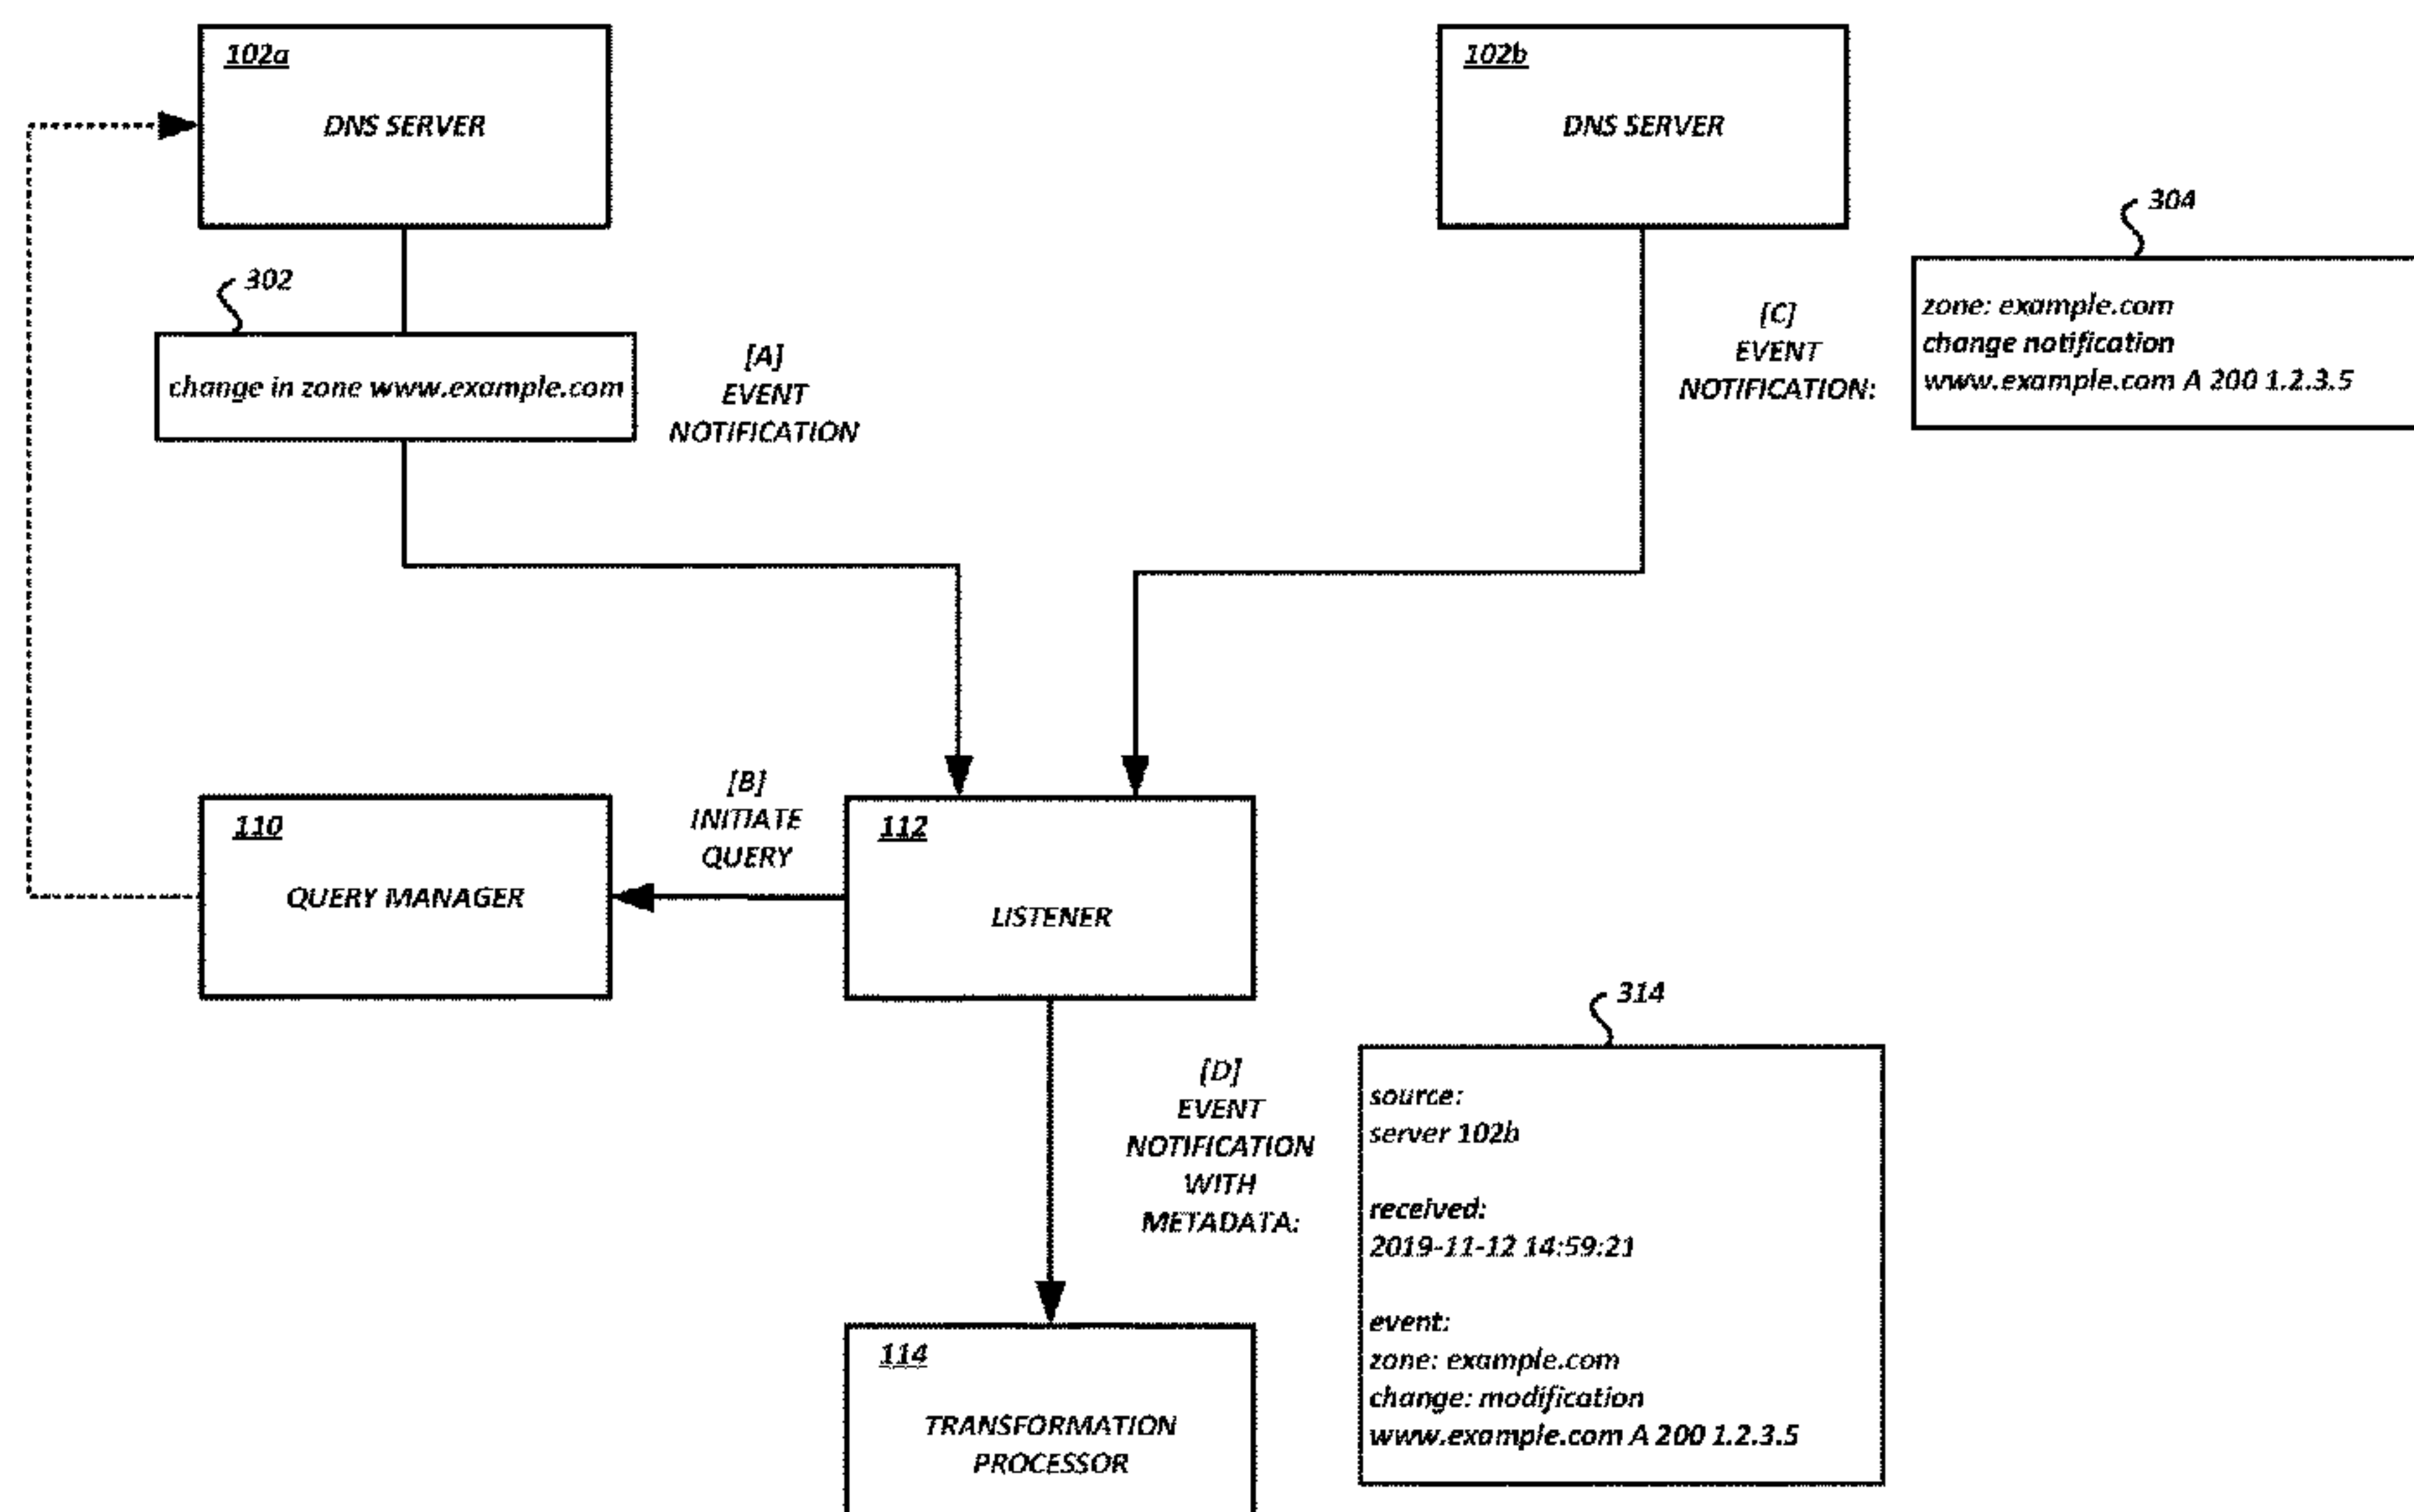 102a
DNS SERVER
102b
DNS SERVER
304
zone: example.com
change notification
www.example.com A 200 1.2.3.5
[C]
EVENT
NOTIFICATION:
302
change in zone www.example.com
[A]
EVENT
NOTIFICATION
110
QUERY MANAGER
[B]
INITIATE
QUERY
112
LISTENER
[D]
EVENT
NOTIFICATION
WITH
METADATA:
314
source:
server 102b
received:
2019-11-12 14:59:21
event:
zone: example.com
change: modification
www.example.com A 200 1.2.3.5
114
TRANSFORMATION
PROCESSOR